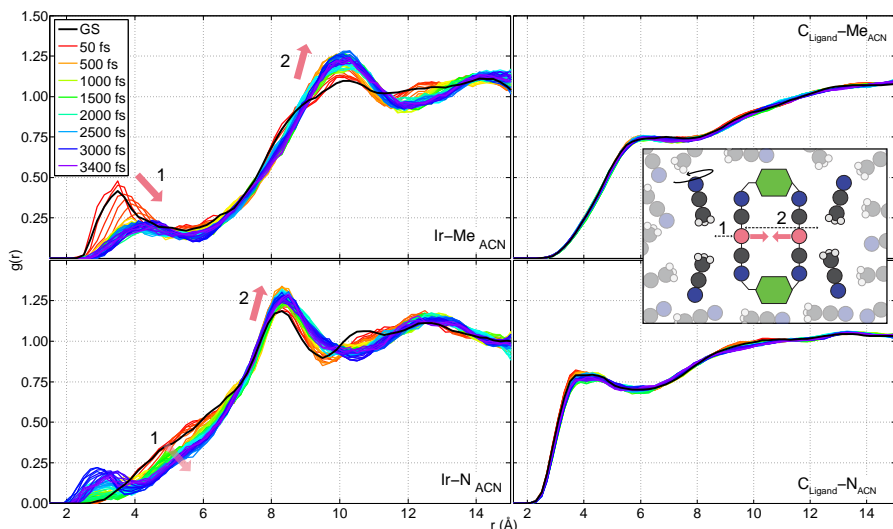 1.50
GS
50 fs
500 fs
1000 fs
1500 fs
2000 fs
2500 fs
3000 fs
3400 fs
1.25
1.00
0.75
0.50
0.25
1
2
Ir−Me ACN
C Ligand−Me ACN
1
2
g(r)
1.25
1.00
0.75
0.50
0.25
0.00
1
2
Ir−N ACN
C Ligand−N ACN
2 4 6 8 10 12 14
2 4 6 8 10 12 14
r (Å)